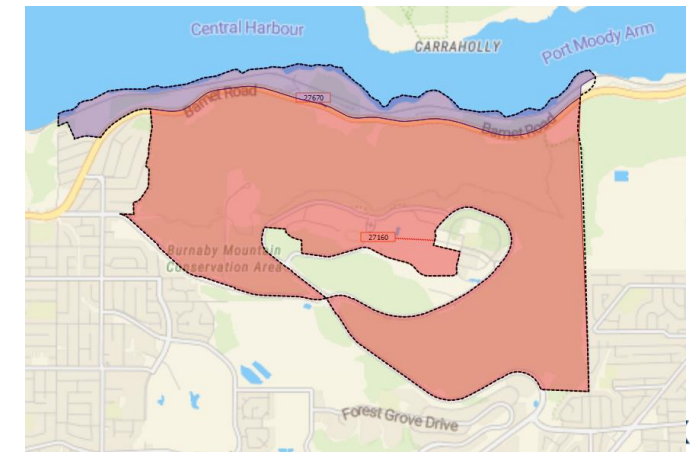 Central Harbour
CARRAHOLLY
Port Moody Arm
27670
Barnet Road
Barnet Road
27160
Burnaby Mountain
Conservation Area
Forest Grove Drive